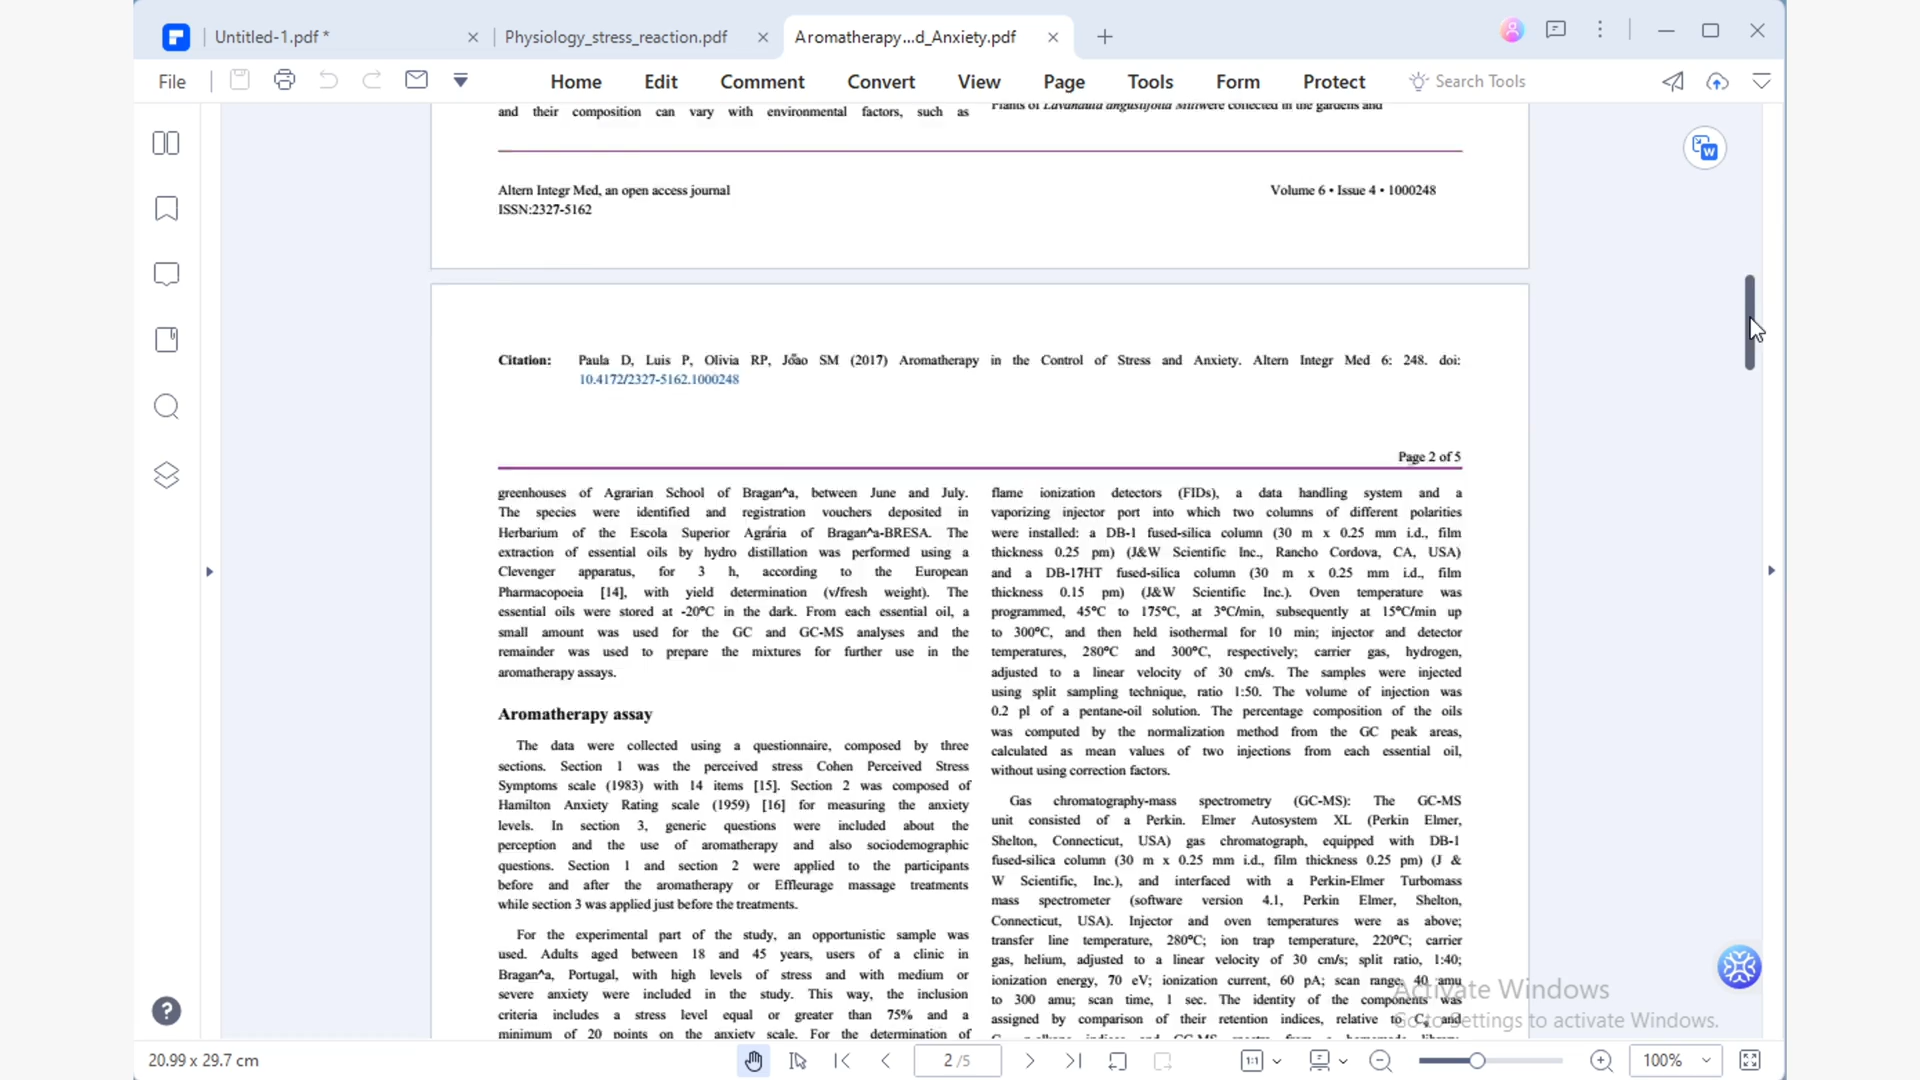 Untitled-1.pdf *
Physiology_stress_reaction.pdf
Aromatherapy...d_Anxiety.pdf
File
Home
Edit
Comment
Convert
View
Page
Tools
Form
Protect
Search Tools
and their composition can vary with environmental factors, such as
Plants of Lavandula angustifolia Mill were collected in the gardens and
Altern Integr Med, an open access journal
ISSN:2327-5162
Volume 6 • Issue 4 • 1000248
Citation: Paula D, Luis P, Olivia RP, João SM (2017) Aromatherapy in the Control of Stress and Anxiety. Altern Integr Med 6: 248. doi:
10.4172/2327-5162.1000248
Page 2 of 5
greenhouses of Agrarian School of Bragan^a, between June and July.
The species were identified and registration vouchers deposited in
Herbarium of the Escola Superior Agrária of Bragan^a-BRESA. The
extraction of essential oils by hydro distillation was performed using a
Clevenger apparatus, for 3 h, according to the European
Pharmacopoeia [14], with yield determination (v/fresh weight). The
essential oils were stored at -20°C in the dark. From each essential oil, a
small amount was used for the GC and GC-MS analyses and the
remainder was used to prepare the mixtures for further use in the
aromatherapy assays.
Aromatherapy assay
The data were collected using a questionnaire, composed by three
sections. Section 1 was the perceived stress Cohen Perceived Stress
Symptoms scale (1983) with 14 items [15]. Section 2 was composed of
Hamilton Anxiety Rating scale (1959) [16] for measuring the anxiety
levels. In section 3, generic questions were included about the
perception and the use of aromatherapy and also sociodemographic
questions. Section 1 and section 2 were applied to the participants
before and after the aromatherapy or Effleurage massage treatments
while section 3 was applied just before the treatments.
For the experimental part of the study, an opportunistic sample was
used. Adults aged between 18 and 45 years, users of a clinic in
Bragan^a, Portugal, with high levels of stress and with medium or
severe anxiety were included in the study. This way, the inclusion
criteria includes a stress level equal or greater than 75% and a
minimum of 20 points on the anxiety scale. For the determination of
flame ionization detectors (FIDs), a data handling system and a
vaporizing injector port into which two columns of different polarities
were installed: a DB-1 fused-silica column (30 m x 0.25 mm i.d., film
thickness 0.25 pm) (J&W Scientific Inc., Rancho Cordova, CA, USA)
and a DB-17HT fused-silica column (30 m x 0.25 mm i.d., film
thickness 0.15 pm) (J&W Scientific Inc.). Oven temperature was
programmed, 45°C to 175°C, at 3°C/min, subsequently at 15°C/min up
to 300°C, and then held isothermal for 10 min; injector and detector
temperatures, 280°C and 300°C, respectively; carrier gas, hydrogen,
adjusted to a linear velocity of 30 cm/s. The samples were injected
using split sampling technique, ratio 1:50. The volume of injection was
0.2 pl of a pentane-oil solution. The percentage composition of the oils
was computed by the normalization method from the GC peak areas,
calculated as mean values of two injections from each essential oil,
without using correction factors.
Gas chromatography-mass spectrometry (GC-MS): The GC-MS
unit consisted of a Perkin. Elmer Autosystem XL (Perkin Elmer,
Shelton, Connecticut, USA) gas chromatograph, equipped with DB-1
fused-silica column (30 m x 0.25 mm i.d., film thickness 0.25 pm) (J &
W Scientific, Inc.), and interfaced with a Perkin-Elmer Turbomass
mass spectrometer (software version 4.1, Perkin Elmer, Shelton,
Connecticut, USA). Injector and oven temperatures were as above;
transfer line temperature, 280°C; ion trap temperature, 220°C; carrier
gas, helium, adjusted to a linear velocity of 30 cm/s; split ratio, 1:40;
ionization energy, 70 eV; ionization current, 60 pA; scan range, 40 amu
to 300 amu; scan time, 1 sec. The identity of the components was
assigned by comparison of their retention indices, relative to C₈ and
Activate Windows
Go to Settings to activate Windows.
20.99 x 29.7 cm
2 /5
100%